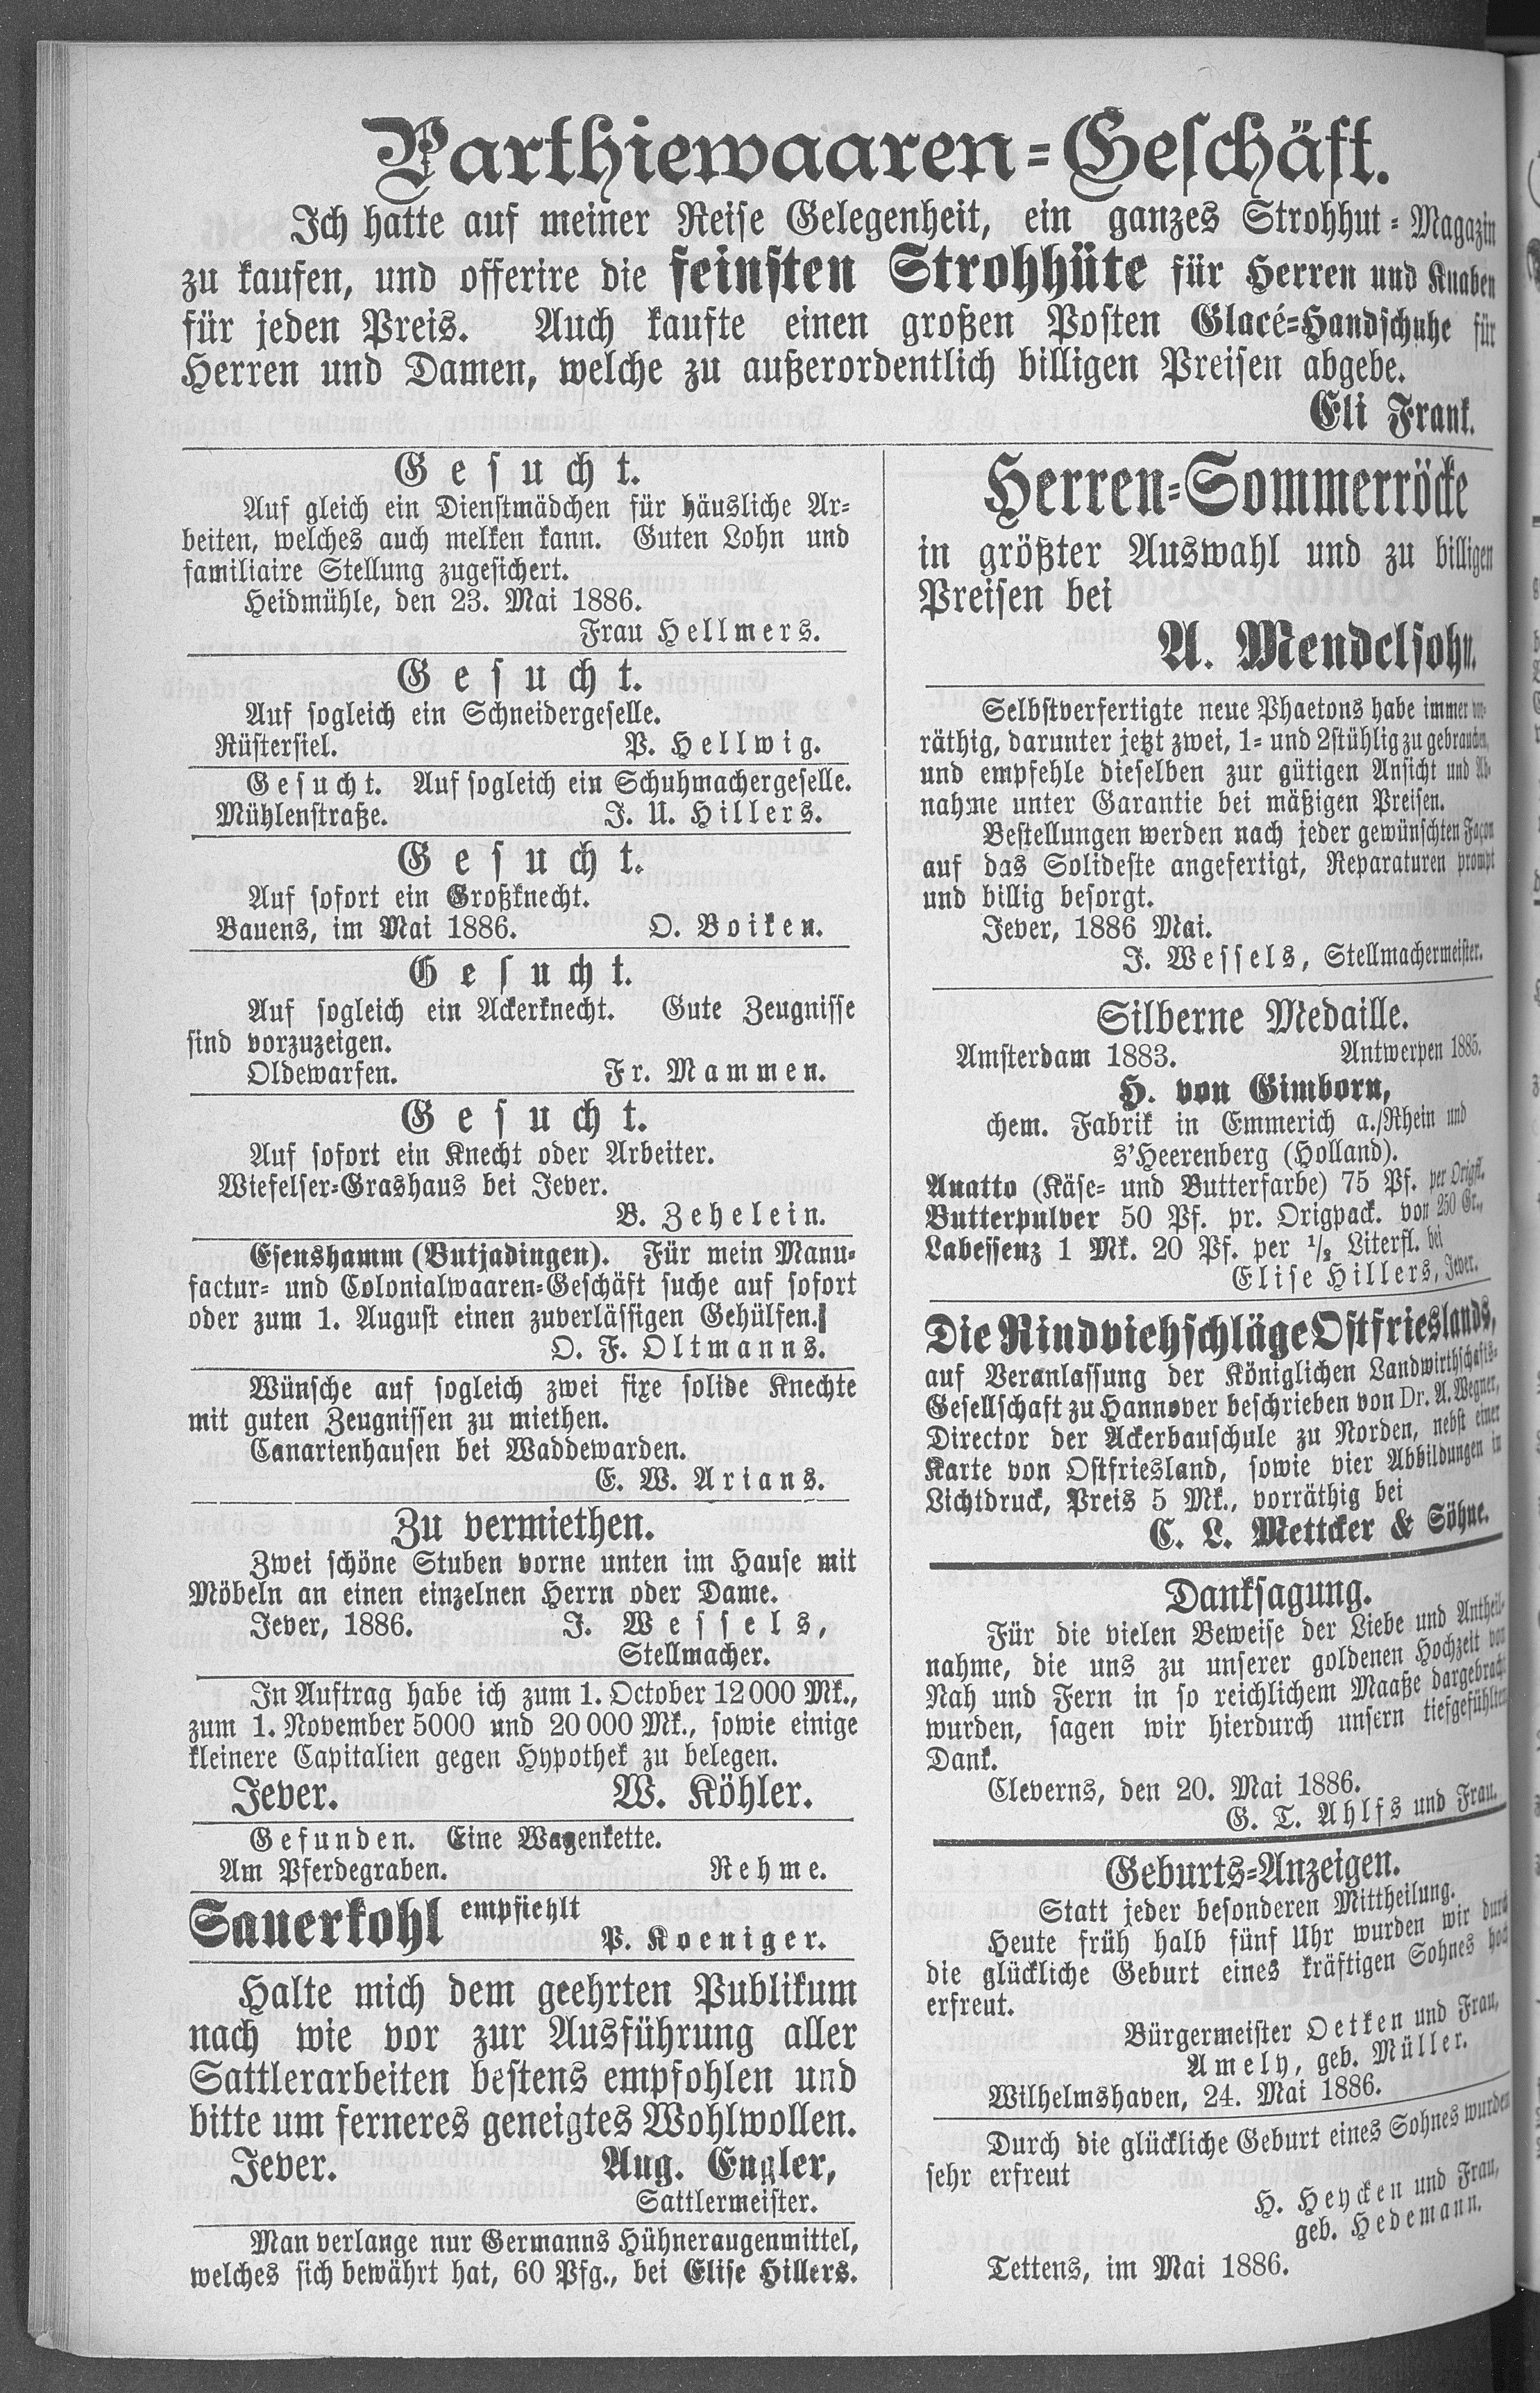 Parthiewaaren-Geschäft.
Ich hatte auf meiner Reise Gelegenheit, ein ganzes Strohhut-Magazin
zu kaufen, und offerire die feinsten Strohhüte für Herren und Knaben
für jeden Preis. Auch kaufte einen großen Posten Glacé-Handschuhe für
Herren und Damen, welche zu außerordentlich billigen Preisen abgebe.
Eli Frank.
Gesucht.
Auf gleich ein Dienstmädchen für häusliche Ar-
beiten, welches auch melken kann. Guten Lohn und
familiaire Stellung zugesichert.
Heidmühle, den 23. Mai 1886.
Frau Hellmers.
Gesucht.
Auf sogleich ein Schneidergeselle.
Rüstersiel. P. Hellwig.
Gesucht. Auf sogleich ein Schuhmachergeselle.
Mühlenstraße. J. U. Hillers.
Gesucht.
Auf sofort ein Großknecht.
Bauens, im Mai 1886. O. Boiken.
Gesucht.
Auf sogleich ein Ackerknecht. Gute Zeugnisse
sind vorzuzeigen.
Oldewarfen. Fr. Mammen.
Gesucht.
Auf sofort ein Knecht oder Arbeiter.
Wiefelser-Grashaus bei Jever.
B. Zehelein.
Esenshamm (Butjadingen). Für mein Manu-
factur- und Colonialwaaren-Geschäft suche auf sofort
oder zum 1. August einen zuverlässigen Gehülfen.
O. F. Oltmanns.
Wünsche auf sogleich zwei fixe solide Knechte
mit guten Zeugnissen zu miethen.
Canarienhausen bei Waddewarden.
E. W. Arians.
Zu vermiethen.
Zwei schöne Stuben vorne unten im Hause mit
Möbeln an einen einzelnen Herrn oder Dame.
Jever, 1886. J. Wessels,
Stellmacher.
In Auftrag habe ich zum 1. October 12000 Mk.,
zum 1. November 5000 und 20000 Mk., sowie einige
kleinere Capitalien gegen Hypothek zu belegen.
Jever. W. Köhler.
Gefunden. Eine Wagenkette.
Am Pferdegraben. Rehme.
Sauerkohl empfiehlt
P. Koeniger.
Halte mich dem geehrten Publikum
nach wie vor zur Ausführung aller
Sattlerarbeiten bestens empfohlen und
bitte um ferneres geneigtes Wohlwollen.
Jever. Aug. Engler,
Sattlermeister.
Man verlange nur Germanns Hühneraugenmittel,
welches sich bewährt hat, 60 Pfg., bei Elise Hillers.
Herren-Sommerröcke
in größter Auswahl und zu billigen
Preisen bei
A. Mendelsohn.
Selbstverfertigte neue Phaetons habe immer vor-
räthig, darunter jetzt zwei, 1- und 2stühlig zu gebrauchen,
und empfehle dieselben zur gütigen Ansicht und Ab-
nahme unter Garantie bei mäßigen Preisen.
Bestellungen werden nach jeder gewünschten Façon
auf das Solideste angefertigt, Reparaturen prompt
und billig besorgt.
Jever, 1886 Mai.
J. Wessels, Stellmachermeister.
Silberne Medaille.
Amsterdam 1883. Antwerpen 1885.
H. von Gimborn,
chem. Fabrik in Emmerich a./Rhein und
s'Heerenberg (Holland).
Anatto (Käse- und Butterfarbe) 75 Pf. per Origfl.
Butterpulver 50 Pf. pr. Origpack. von 250 Gr.,
Labessenz 1 Mk. 20 Pf. per 1/2 Literfl. bei
Elise Hillers, Jever.
Die Rindviehschläge Ostfrieslands,
auf Veranlassung der Königlichen Landwirthschafts-
Gesellschaft zu Hannover beschrieben von Dr. A. Wegner,
Director der Ackerbauschule zu Norden, nebst einer
Karte von Ostfriesland, sowie vier Abbildungen in
Lichtdruck, Preis 5 Mk., vorräthig bei
C. L. Mettcker & Söhne.
Danksagung.
Für die vielen Beweise der Liebe und Antheil-
nahme, die uns zu unserer goldenen Hochzeit von
Nah und Fern in so reichlichem Maaße dargebracht
wurden, sagen wir hierdurch unsern tiefgefühlten
Dank.
Cleverns, den 20. Mai 1886.
G. T. Ahlfs und Frau.
Geburts-Anzeigen.
Statt jeder besonderen Mittheilung.
Heute früh halb fünf Uhr wurden wir durch
die glückliche Geburt eines kräftigen Sohnes hoch
erfreut.
Bürgermeister Oetken und Frau,
Amely, geb. Müller.
Wilhelmshaven, 24. Mai 1886.
Durch die glückliche Geburt eines Sohnes wurden
sehr erfreut
H. Heycken und Frau,
geb. Hedemann.
Tettens, im Mai 1886.